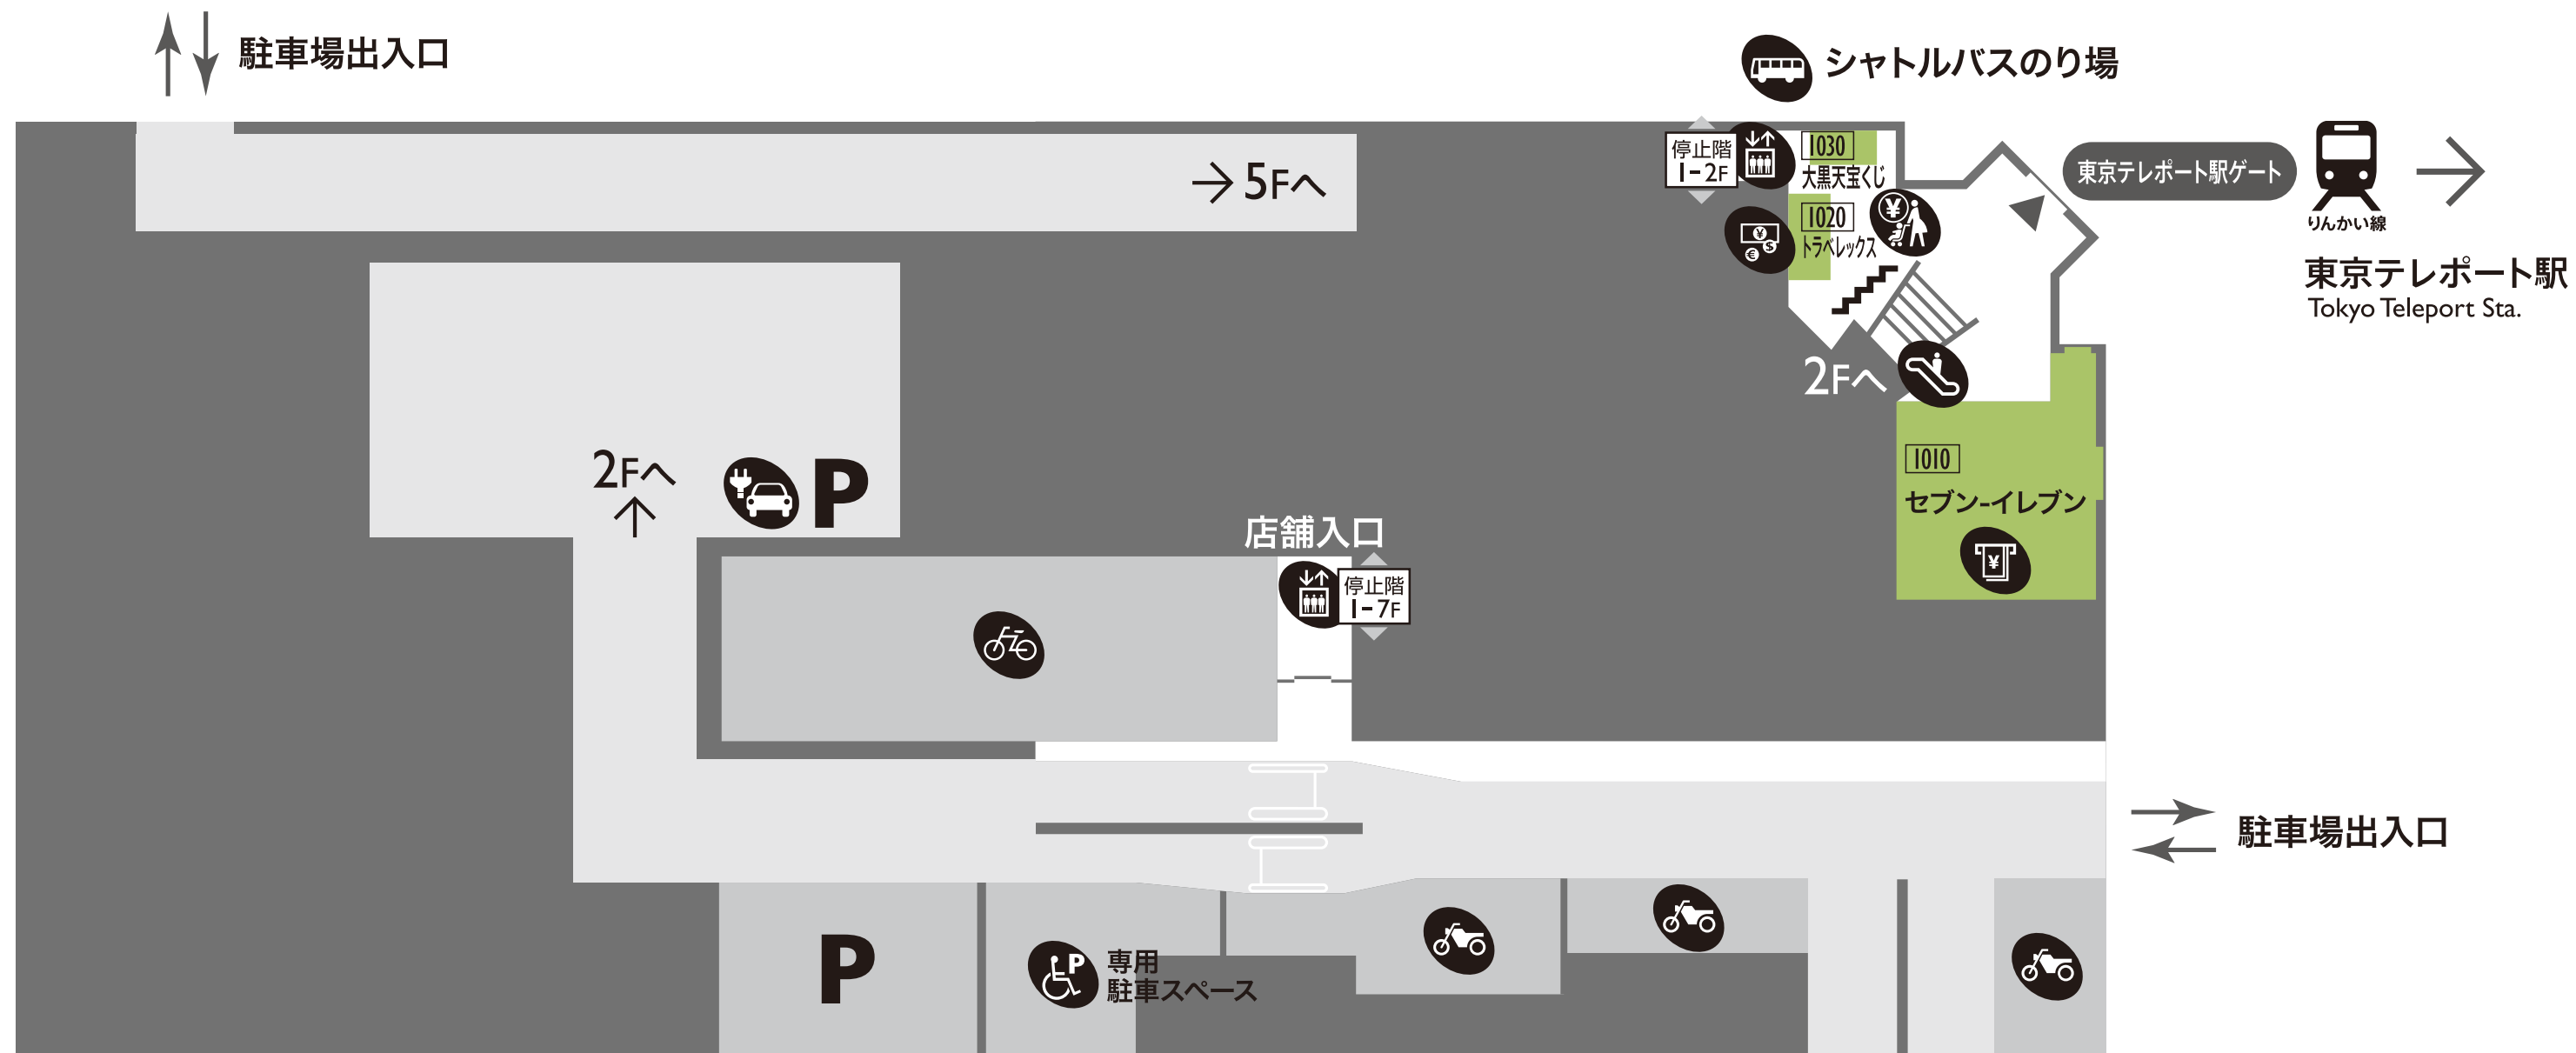 駐車場出入口
シャトルバスのり場
停止階
1-2F
1030
大黒天宝くじ
1020
トラベレックス
¥
¥
$
€
東京テレポート駅ゲート
りんかい線
東京テレポート駅
Tokyo Teleport Sta.
5Fへ
2Fへ
2Fへ
P
1010
セブン-イレブン
¥
店舗入口
停止階
1-7F
駐車場出入口
P
P
専用
駐車スペース